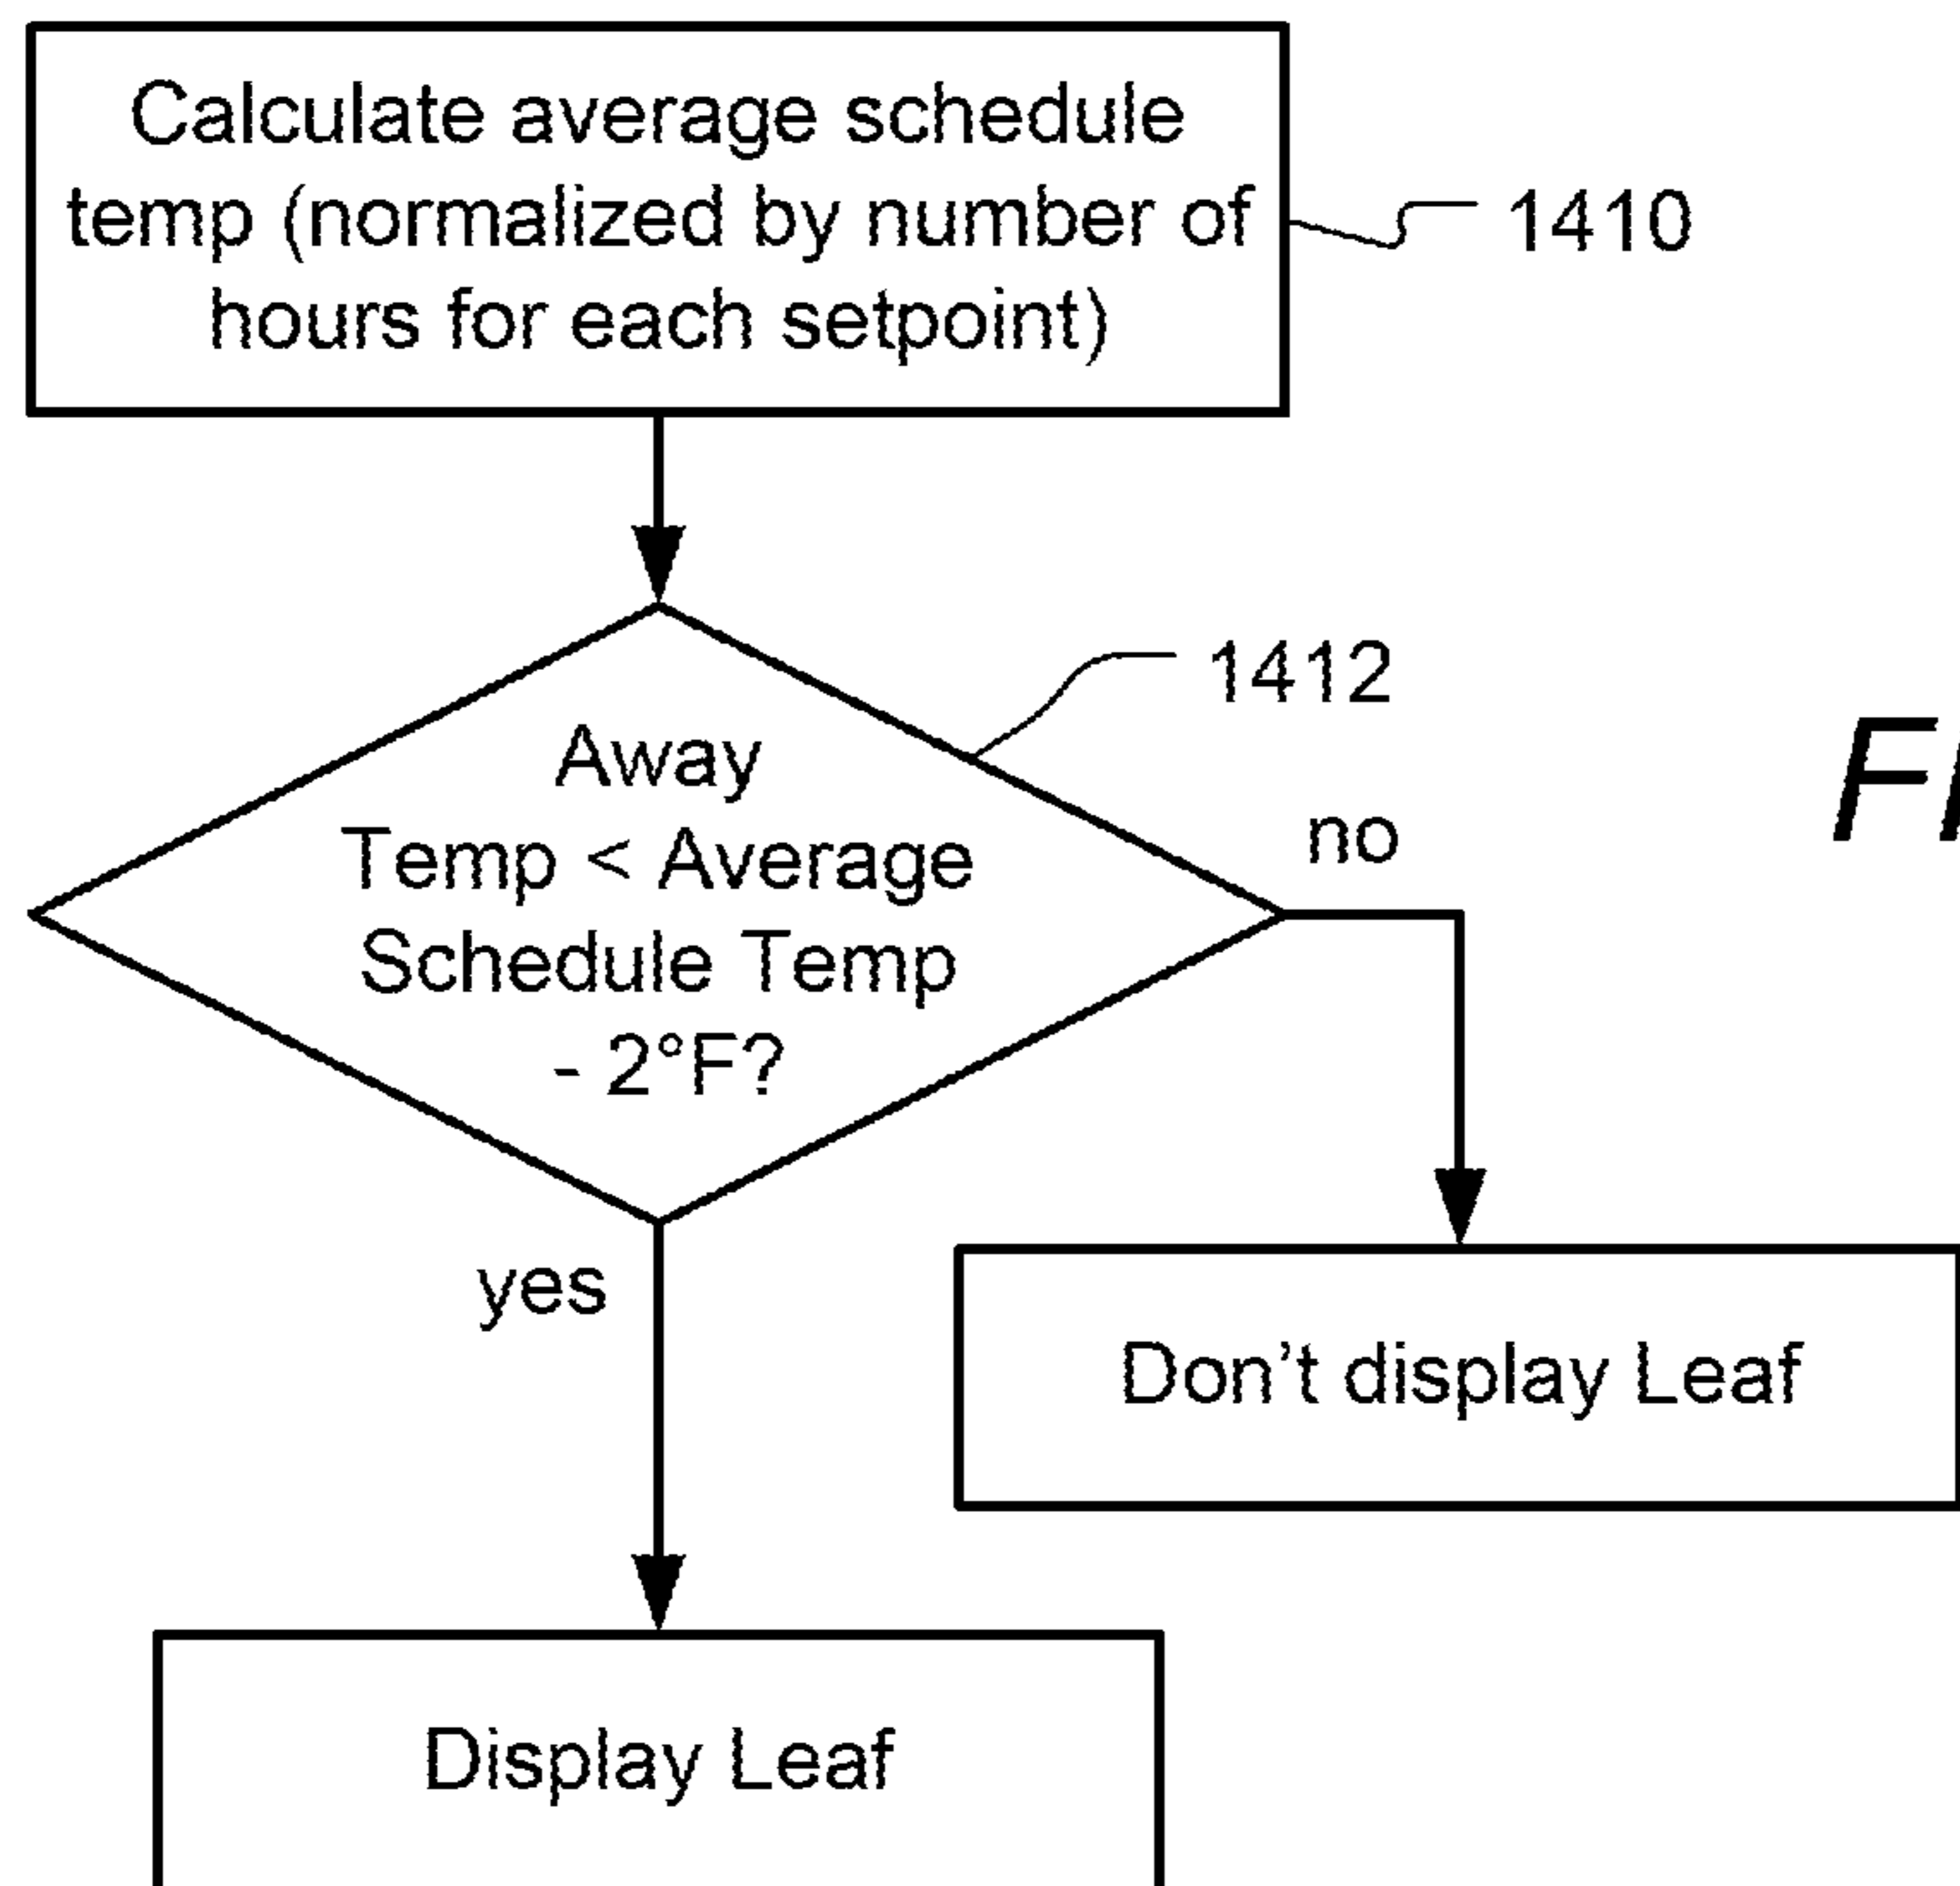 Calculate average schedule
temp (normalized by number of
hours for each setpoint)
1410
1412
Away
Temp < Average
Schedule Temp
- 2°F?
no
yes
Don't display Leaf
Display Leaf